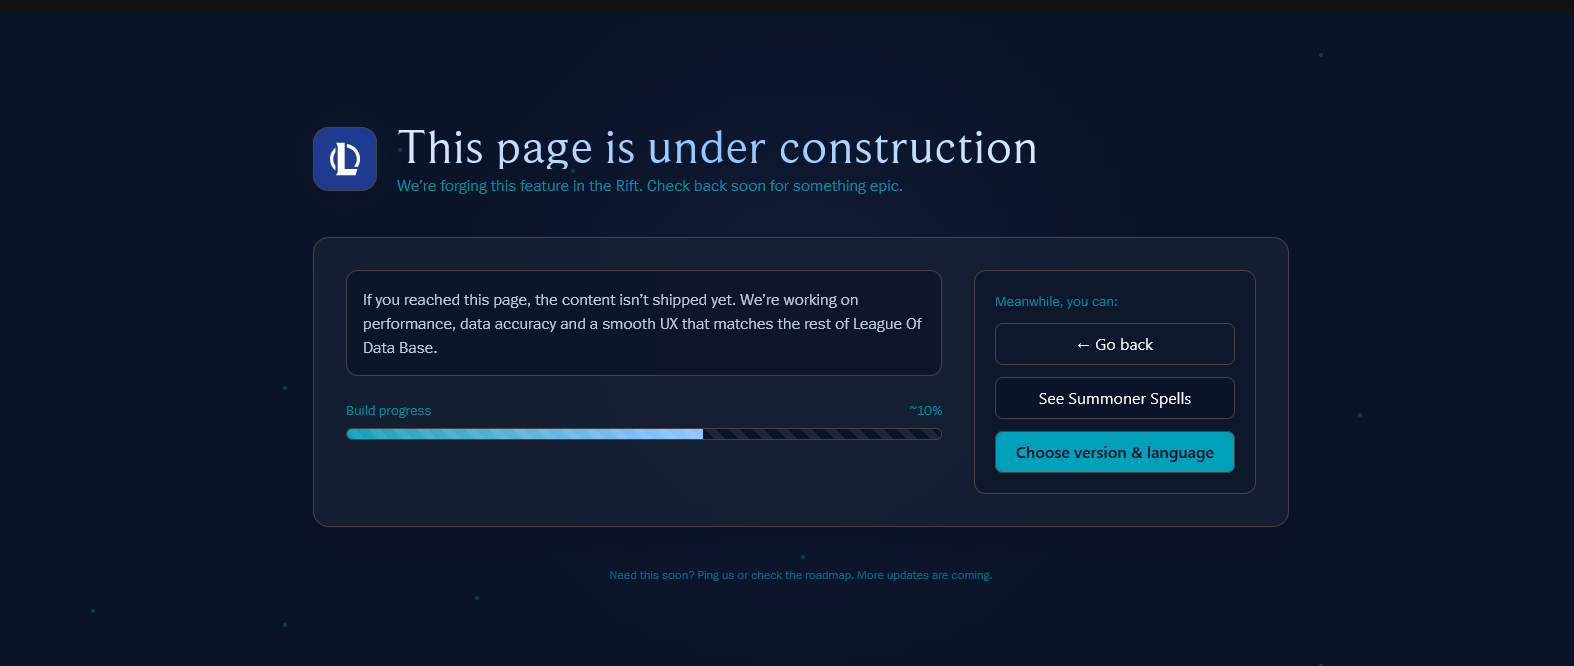 This page is under construction
We're forging this feature in the Rift. Check back soon for something epic.
If you reached this page, the content isn't shipped yet. We're working on
performance, data accuracy and a smooth UX that matches the rest of League Of
Data Base.
Build progress
~10%
Meanwhile, you can:
← Go back
See Summoner Spells
Choose version & language
Need this soon? Ping us or check the roadmap. More updates are coming.